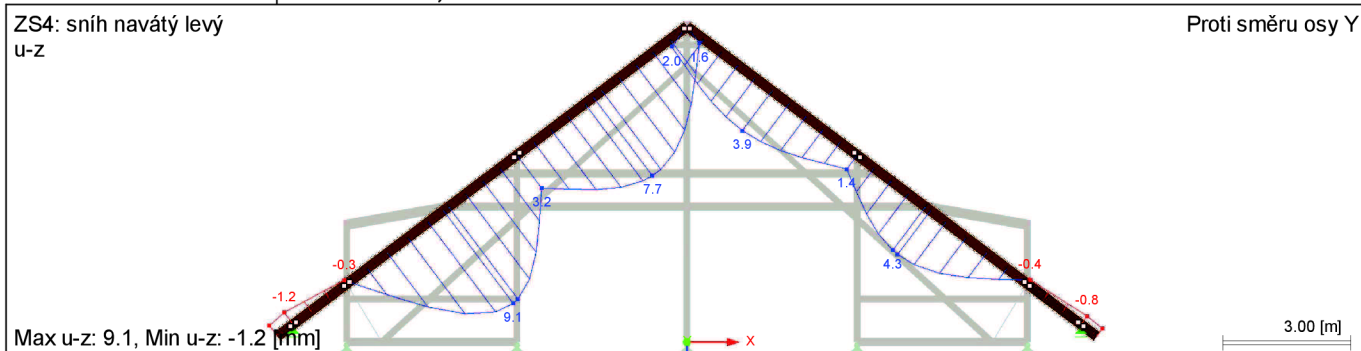 ZS4: sníh navátý levý
u-z
Proti směru osy Y
2.0
1.6
3.9
1.4
7.7
3.2
4.3
-0.3
-0.4
-1.2
-0.8
9.1
X
3.00 [m]
Max u-z: 9.1, Min u-z: -1.2 [mm]